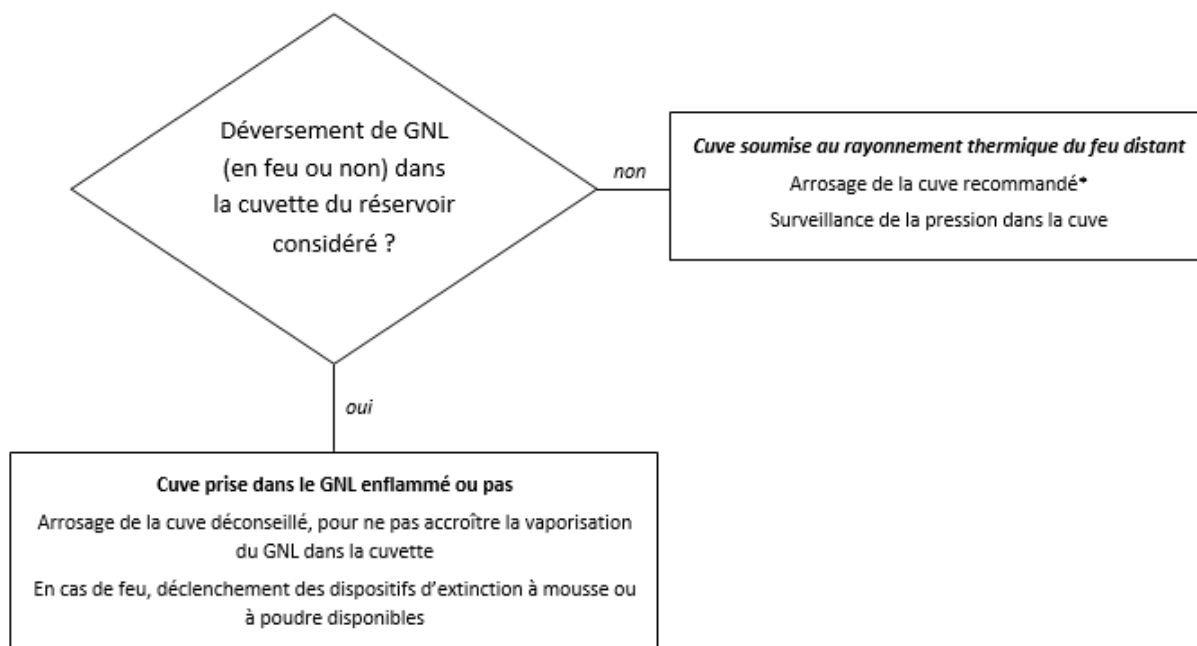 Déversement de GNL
(en feu ou non) dans
la cuvette du réservoir
considéré ?
non
Cuve soumise au rayonnement thermique du feu distant
Arrosage de la cuve recommandé*
Surveillance de la pression dans la cuve
oui
Cuve prise dans le GNL enflammé ou pas
Arrosage de la cuve déconseillé, pour ne pas accroître la vaporisation
du GNL dans la cuvette
En cas de feu, déclenchement des dispositifs d’extinction à mousse ou
à poudre disponibles